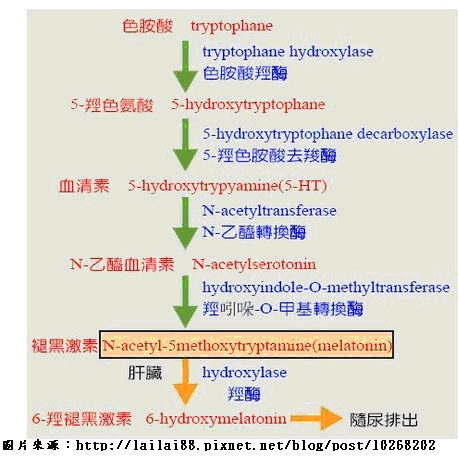 色胺酸 tryptophane
tryptophane hydroxylase
色胺酸羥酶
5-羥色氨酸 5-hydroxytryptophane
5-hydroxytryptophane decarboxylase
5-羥色胺酸去羧酶
血清素 5-hydroxytrypyamine(5-HT)
N-acetyltransferase
N-乙醯轉換酶
N-乙醯血清素 N-acetylserotonin
hydroxyindole-O-methyltransferase
羥吲哚-O-甲基轉換酶
褪黑激素 N-acetyl-5methoxytryptamine(melatonin)
肝臟 hydroxylase
羥酶
6-羥褪黑激素 6-hydroxymelatonin 隨尿排出
圖片來源：http://lailai88.pixnet.net/blog/post/10268202